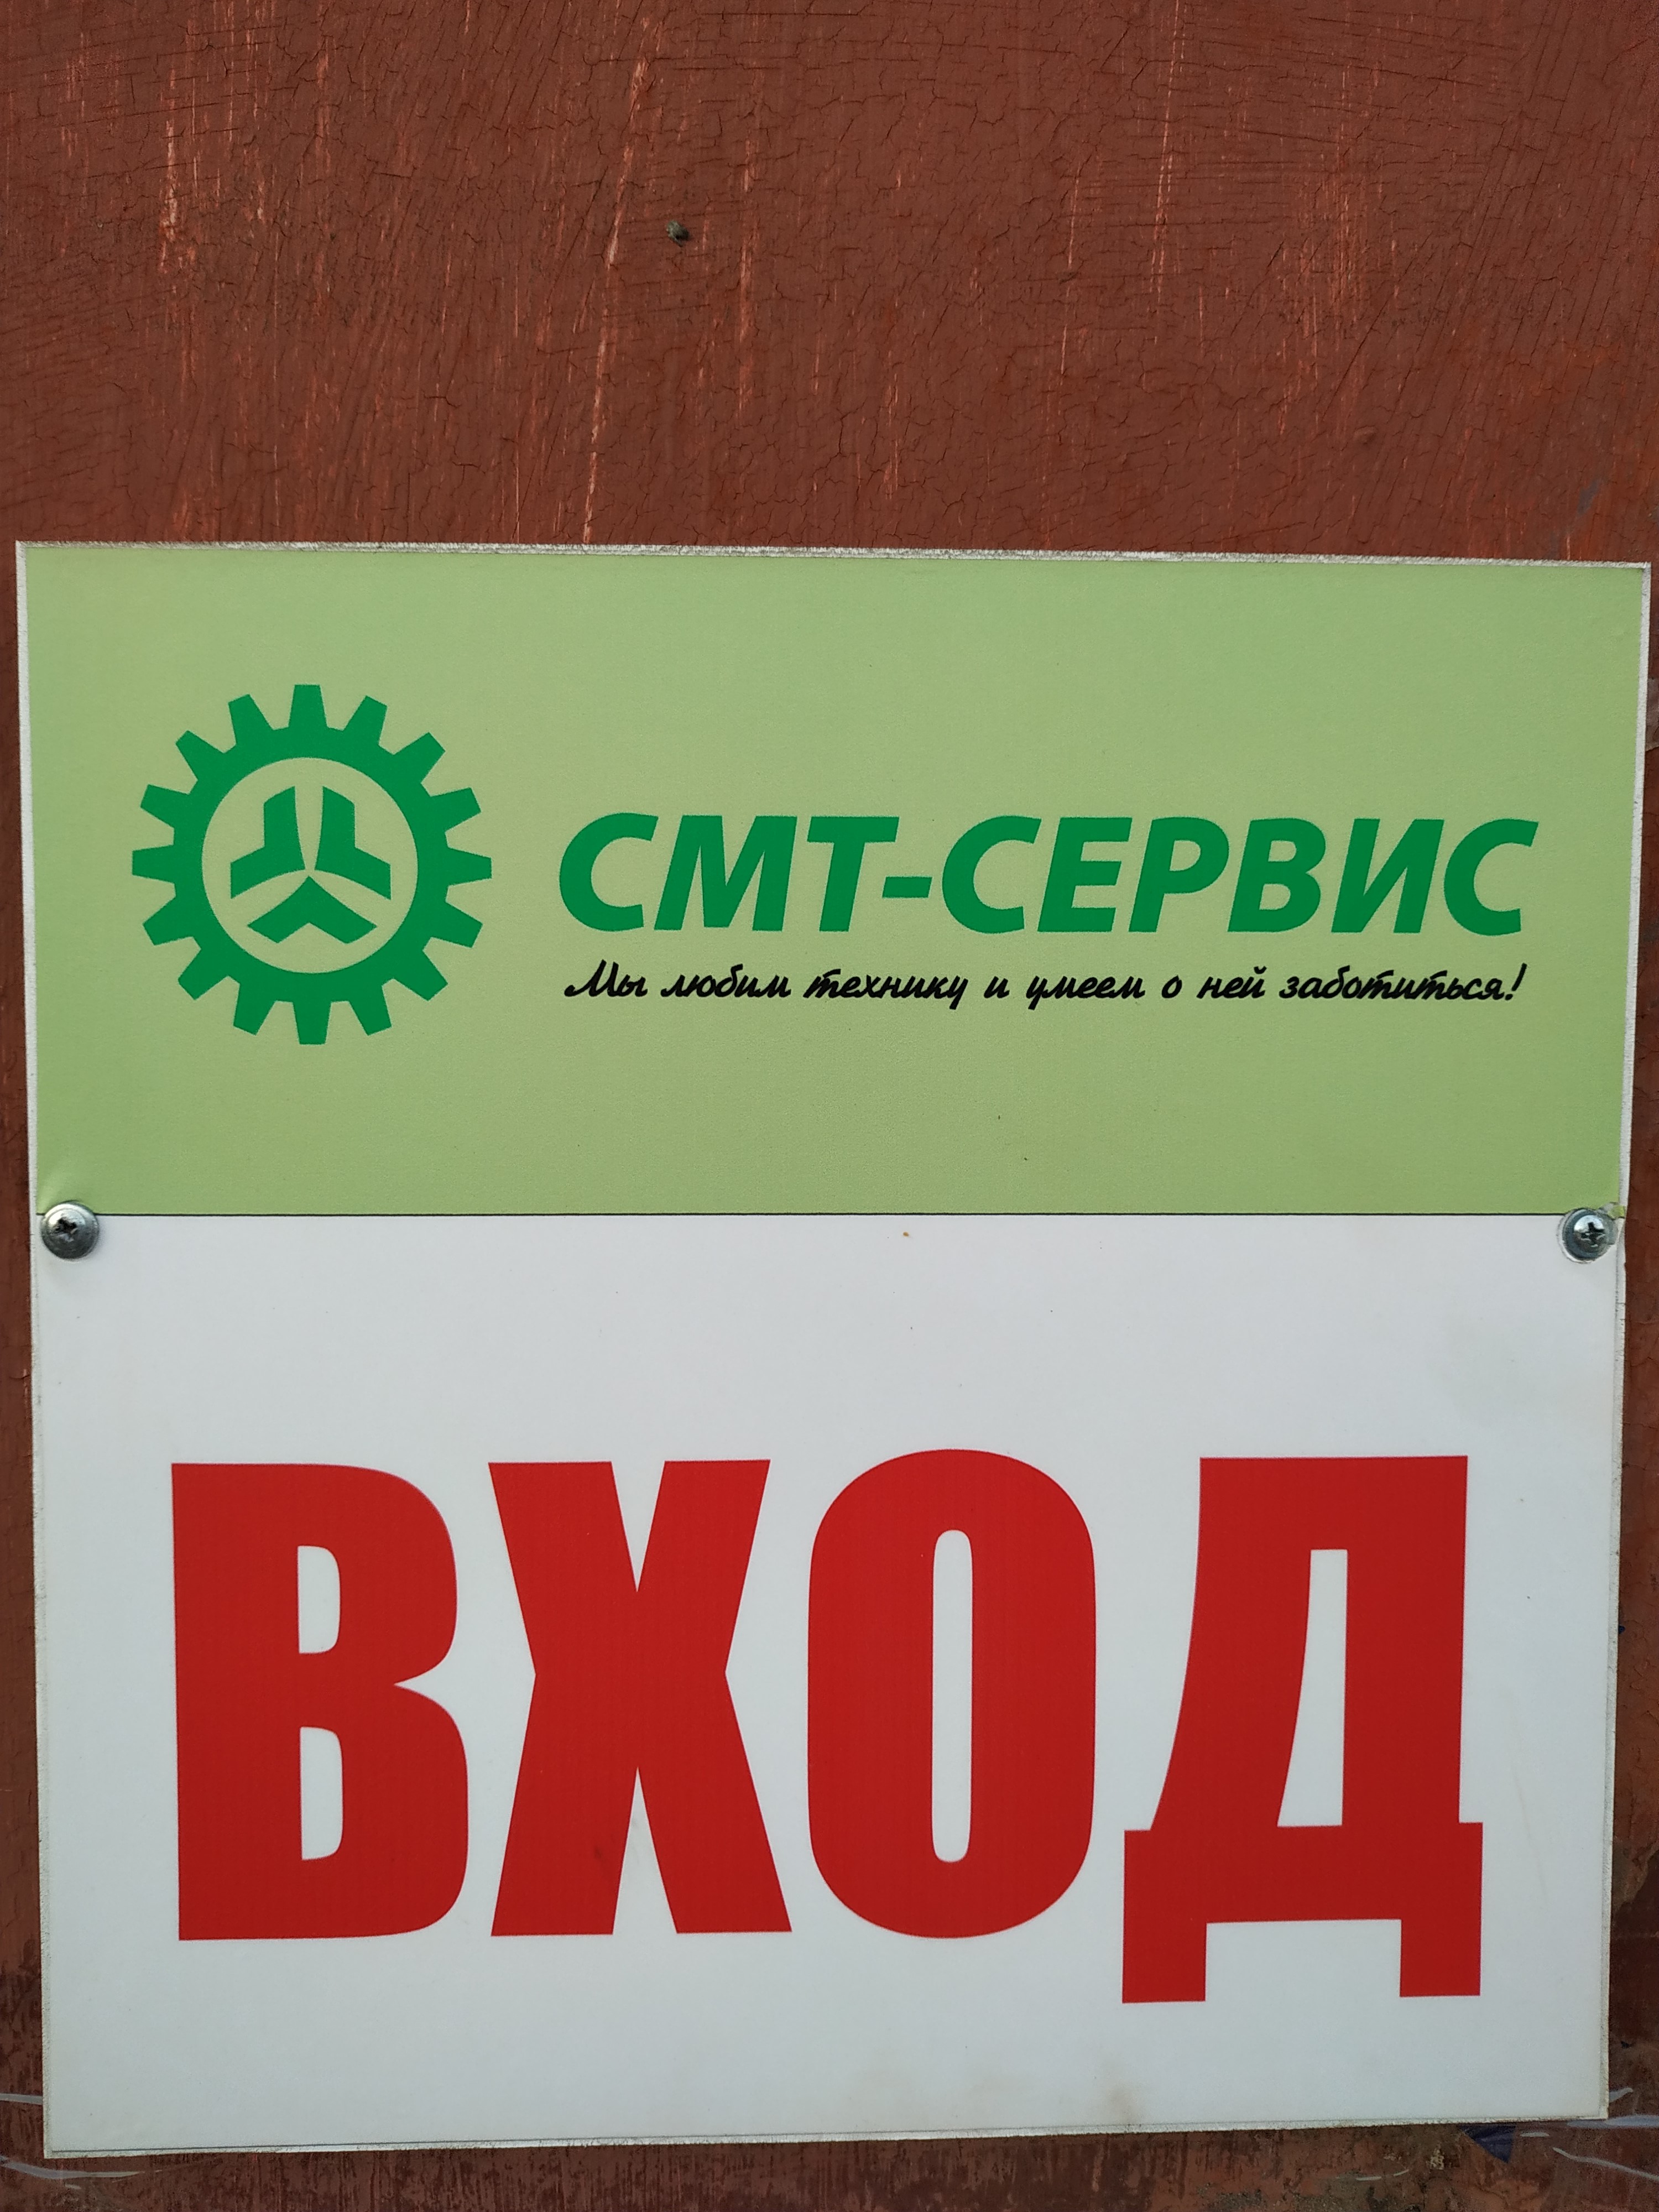 СМТ-СЕРВИС
Мы любим технику и умеем о ней заботиться!
ВХОД